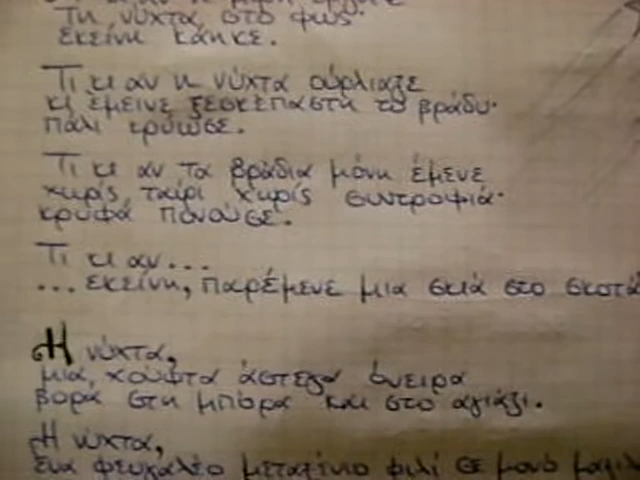 Τη νύχτα, στο φως·
εκείνη κάηκε.
Τι κι αν η νύχτα ούρλιαξε
κι έμεινε ξεσκέπαστη το βράδυ·
πάλι κρύωσε.
Τι κι αν τα βράδια μόνη έμενε
χωρίς ταίρι χωρίς συντροφιά·
κρυφά πονούσε.
Τι κι αν...
...εκείνη, παρέμενε μια σκιά στο σκοτά
Η νύχτα,
μια χούφτα άστεγα όνειρα
βορά στη μπόρα και στο αγιάζι.
Η νύχτα,
ένα φευγαλέο μεταξένιο φιλί σε μονό